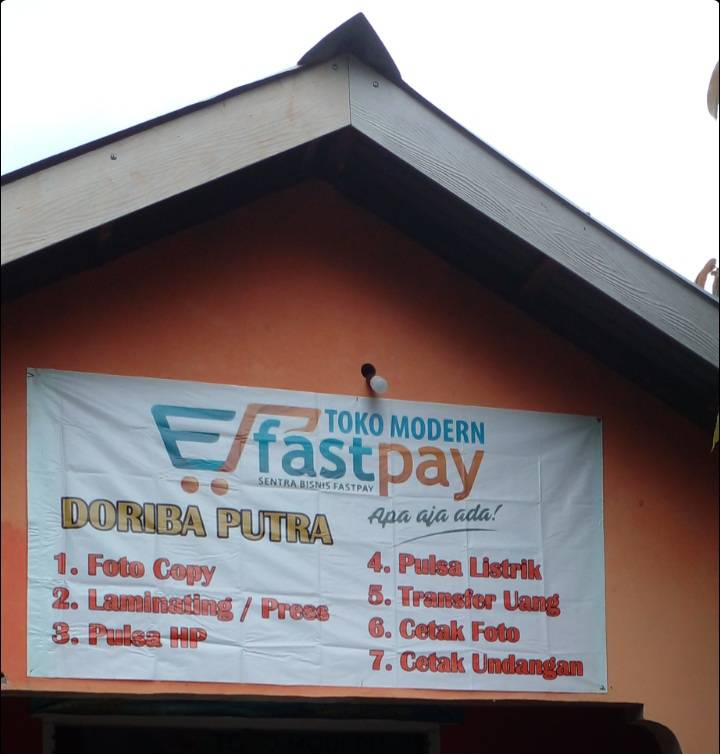 TOKO MODERN
fastpay
SENTRA BISNIS FASTPAY
DORIBA PUTRA
Apa aja ada!
1. Foto Copy
2. Laminating / Press
3. Pulsa HP
4. Pulsa Listrik
5. Transfer Uang
6. Cetak Foto
7. Cetak Undangan